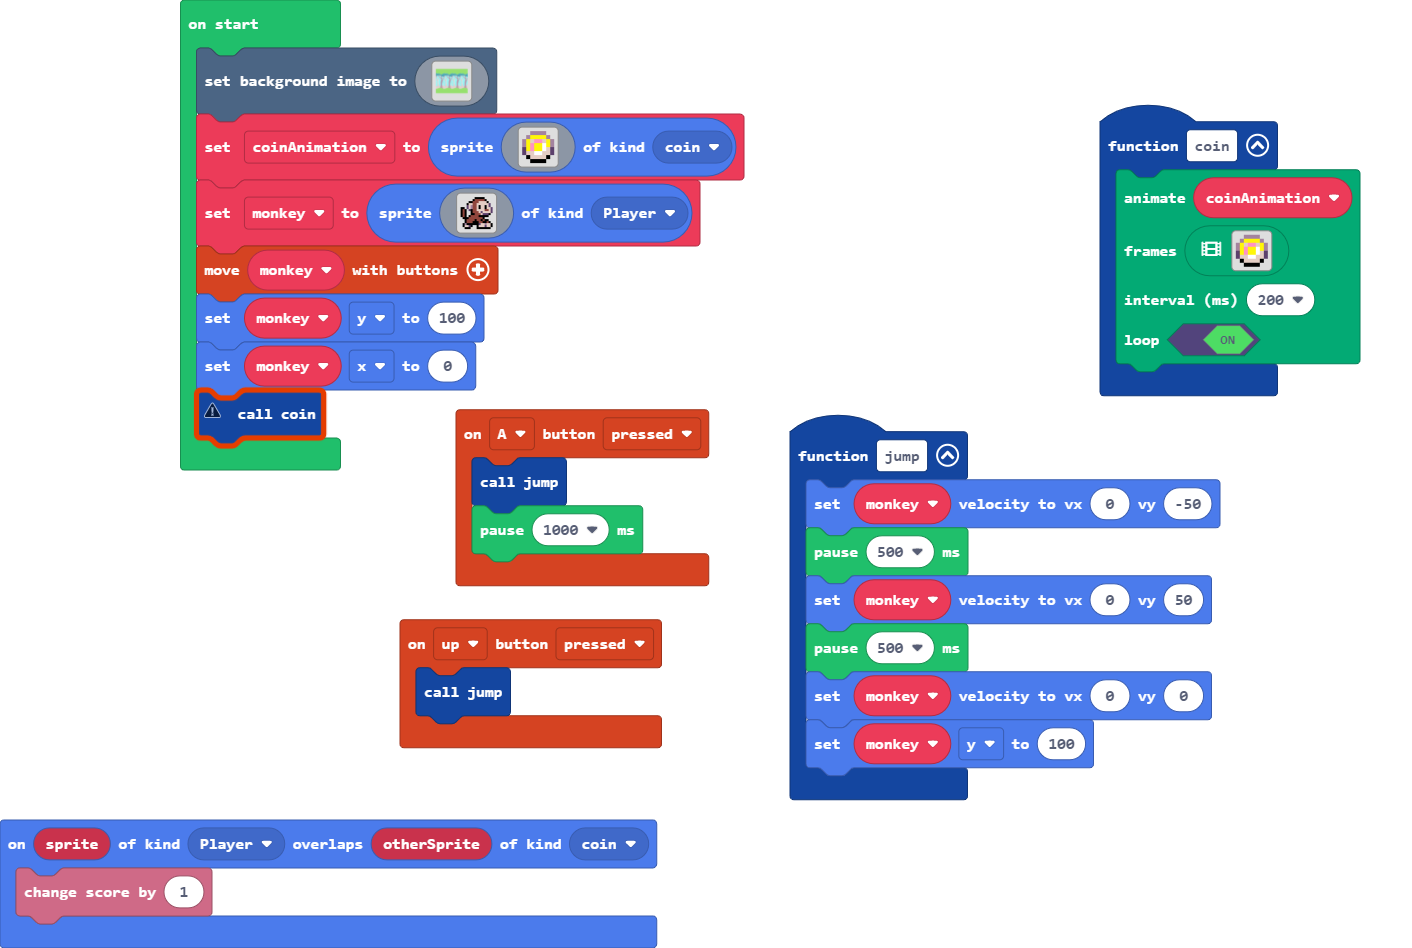 on start
set background image to
set coinAnimation to sprite of kind coin
set monkey to sprite of kind Player
move monkey with buttons
set monkey y to 100
set monkey x to 0
call coin
function coin
animate coinAnimation
frames
interval (ms) 200
loop ON
on A button pressed
call jump
pause 1000 ms
on up button pressed
call jump
function jump
set monkey velocity to vx 0 vy -50
pause 500 ms
set monkey velocity to vx 0 vy 50
pause 500 ms
set monkey velocity to vx 0 vy 0
set monkey y to 100
on sprite of kind Player overlaps otherSprite of kind coin
change score by 1